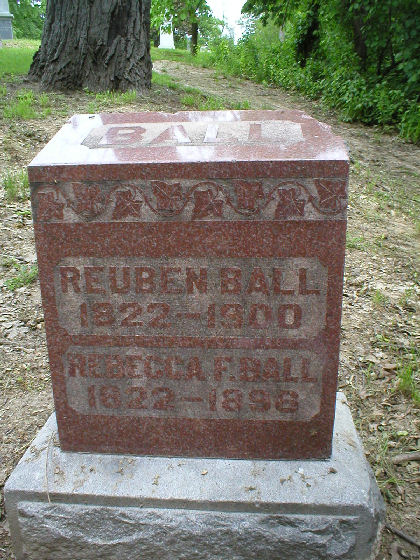 BALL
REUBEN BALL
1822–1900
REBECCA F. BALL
1822–1898